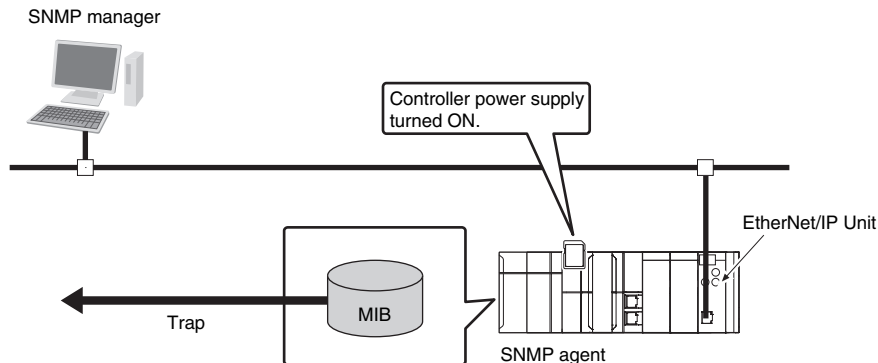 SNMP manager
Controller power supply
turned ON.
EtherNet/IP Unit
MIB
Trap
SNMP agent